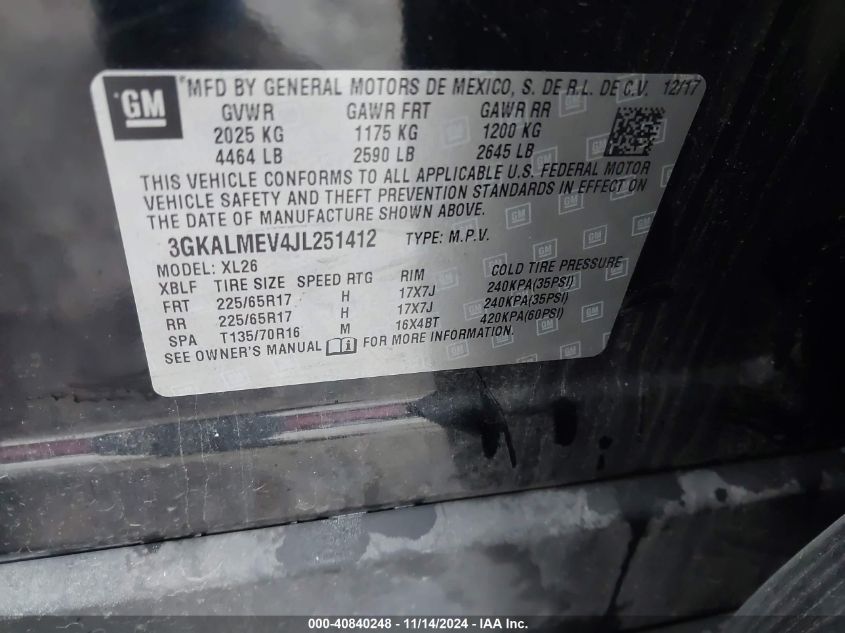 GM
MFD BY GENERAL MOTORS DE MEXICO, S. DE R.L. DE C.V. 12/17
GVWR GAWR FRT GAWR RR
2025 KG 1175 KG 1200 KG
4464 LB 2590 LB 2645 LB
THIS VEHICLE CONFORMS TO ALL APPLICABLE U.S. FEDERAL MOTOR
VEHICLE SAFETY AND THEFT PREVENTION STANDARDS IN EFFECT ON
THE DATE OF MANUFACTURE SHOWN ABOVE.
3GKALMEV4JL251412 TYPE: M.P.V.
MODEL: XL26
XBLF TIRE SIZE SPEED RTG RIM COLD TIRE PRESSURE
FRT 225/65R17 H 17X7J 240KPA(35PSI)
RR 225/65R17 H 17X7J 240KPA(35PSI)
SPA T135/70R16 M 16X4BT 420KPA(60PSI)
SEE OWNER'S MANUAL FOR MORE INFORMATION.
000-40840248 - 11/14/2024 - IAA Inc.